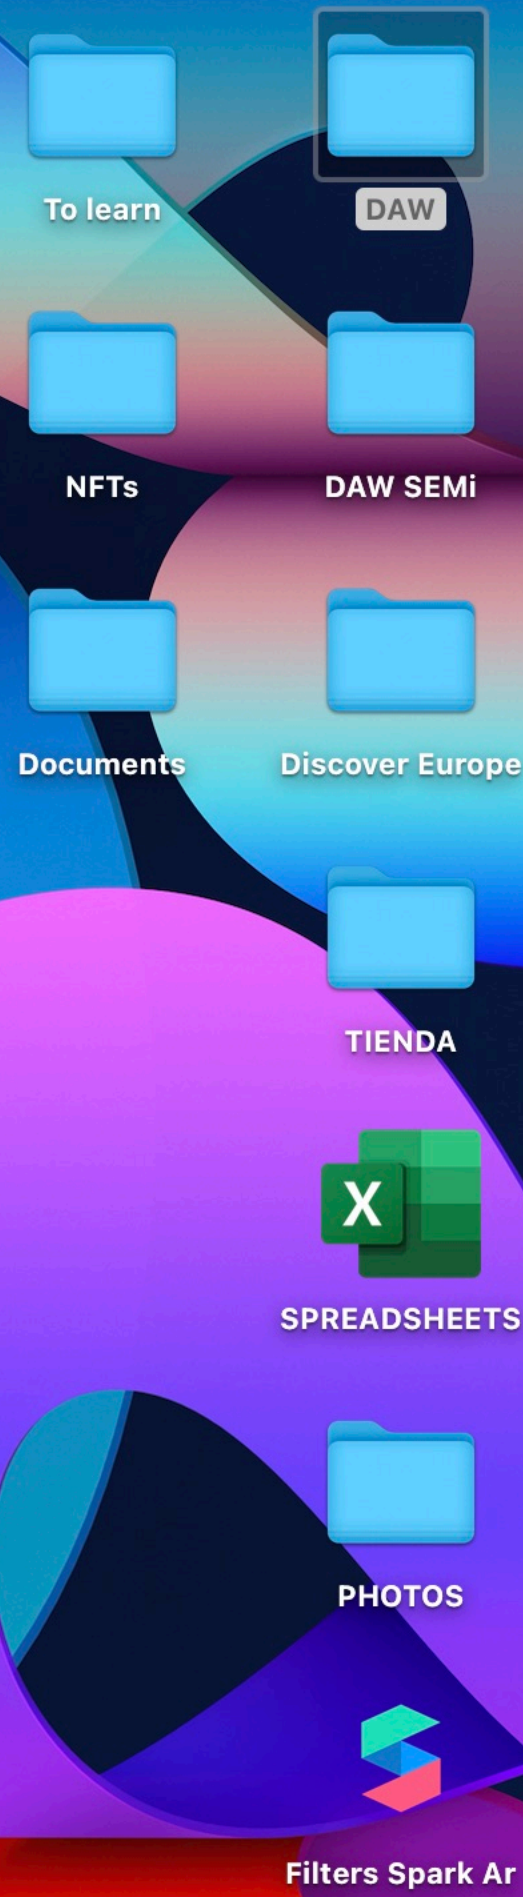 To learn
DAW
NFTs
DAW SEMi
Documents
Discover Europe
TIENDA
X
SPREADSHEETS
PHOTOS
Filters Spark Ar